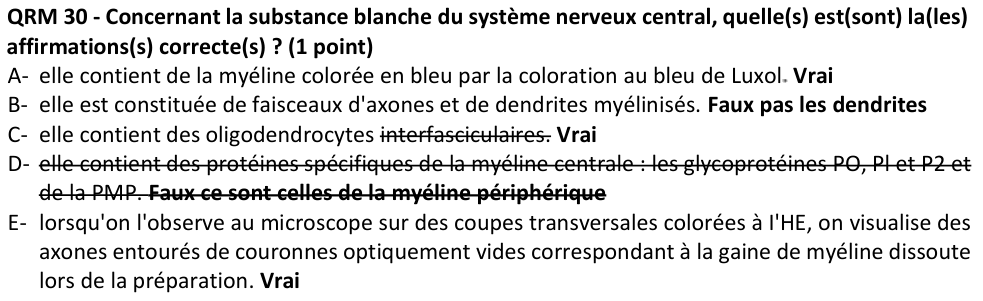 QRM 30 - Concernant la substance blanche du système nerveux central, quelle(s) est(sont) la(les)
affirmations(s) correcte(s) ? (1 point)
A- elle contient de la myéline colorée en bleu par la coloration au bleu de Luxol. Vrai
B- elle est constituée de faisceaux d'axones et de dendrites myélinisés. Faux pas les dendrites
C- elle contient des oligodendrocytes interfasciculaires. Vrai
D- elle contient des protéines spécifiques de la myéline centrale : les glycoprotéines PO, Pl et P2 et
de la PMP. Faux ce sont celles de la myéline périphérique
E- lorsqu'on l'observe au microscope sur des coupes transversales colorées à l'HE, on visualise des
axones entourés de couronnes optiquement vides correspondant à la gaine de myéline dissoute
lors de la préparation. Vrai